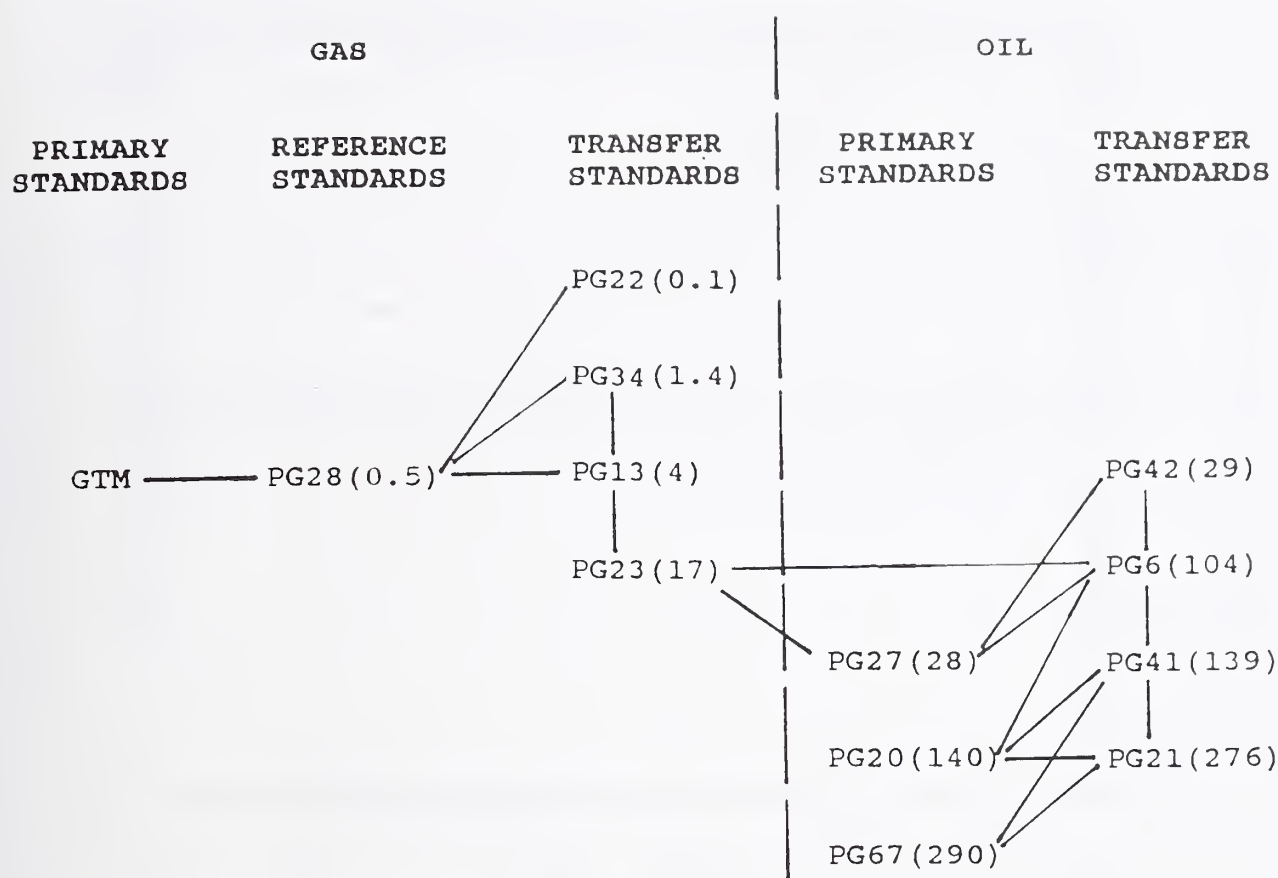 GAS OIL
PRIMARY REFERENCE TRANSFER PRIMARY TRANSFER
STANDARDS STANDARDS STANDARDS STANDARDS STANDARDS
PG22(0.1)
PG34(1.4)
GTM PG28(0.5) PG13(4) PG42(29)
PG23(17) PG6(104)
PG27(28) PG41(139)
PG20(140) PG21(276)
PG67(290)